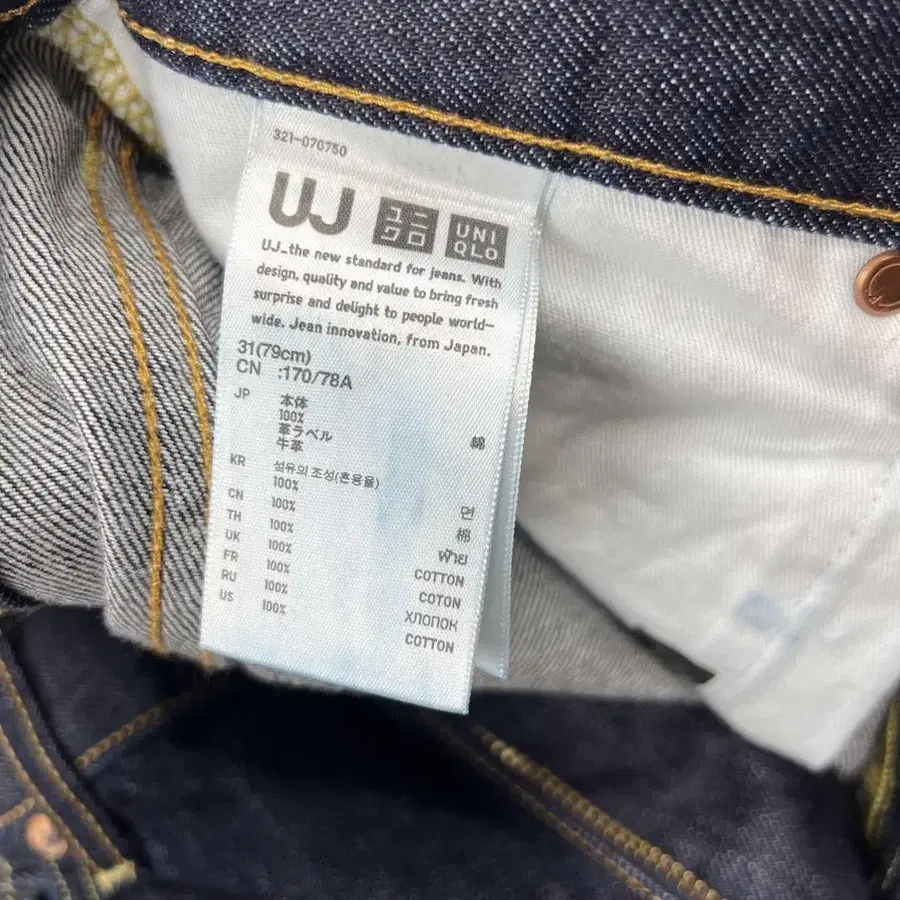 321-070750
UJ ユニクロ UNIQLO
UJ_the new standard for jeans. With
design, quality and value to bring fresh
surprise and delight to people world-
wide. Jean innovation, from Japan.
31(79cm)
CN :170/78A
JP 本体
100% 綿
革ラベル
牛革
KR 섬유의 조성(혼용율)
100% 면
CN 100% 棉
TH 100% ฝ้าย
UK 100% COTTON
FR 100% COTON
RU 100% ХЛОПОК
US 100% COTTON